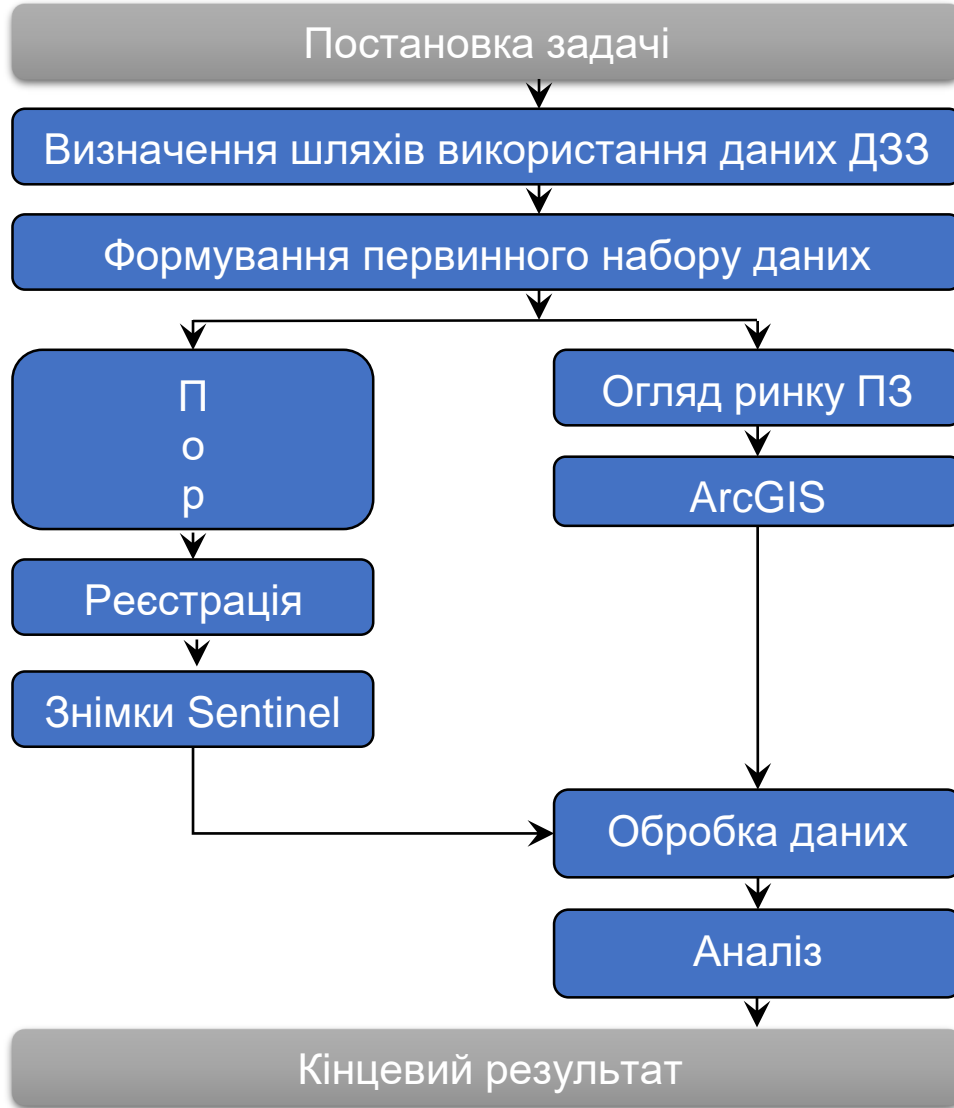 Постановка задачі
Визначення шляхів використання даних ДЗЗ
Формування первинного набору даних
П
о
р
Реєстрація
Знімки Sentinel
Огляд ринку ПЗ
ArcGIS
Обробка даних
Аналіз
Кінцевий результат